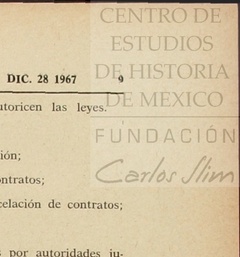 CENTRO DE
ESTUDIOS
DE HISTORIA
DE MEXICO
FUNDACIÓN
Carlos Slim
DIC. 28 1967 9
utoricen las leyes.
ión;
ontratos;
celación de contratos;
por autoridades ju-